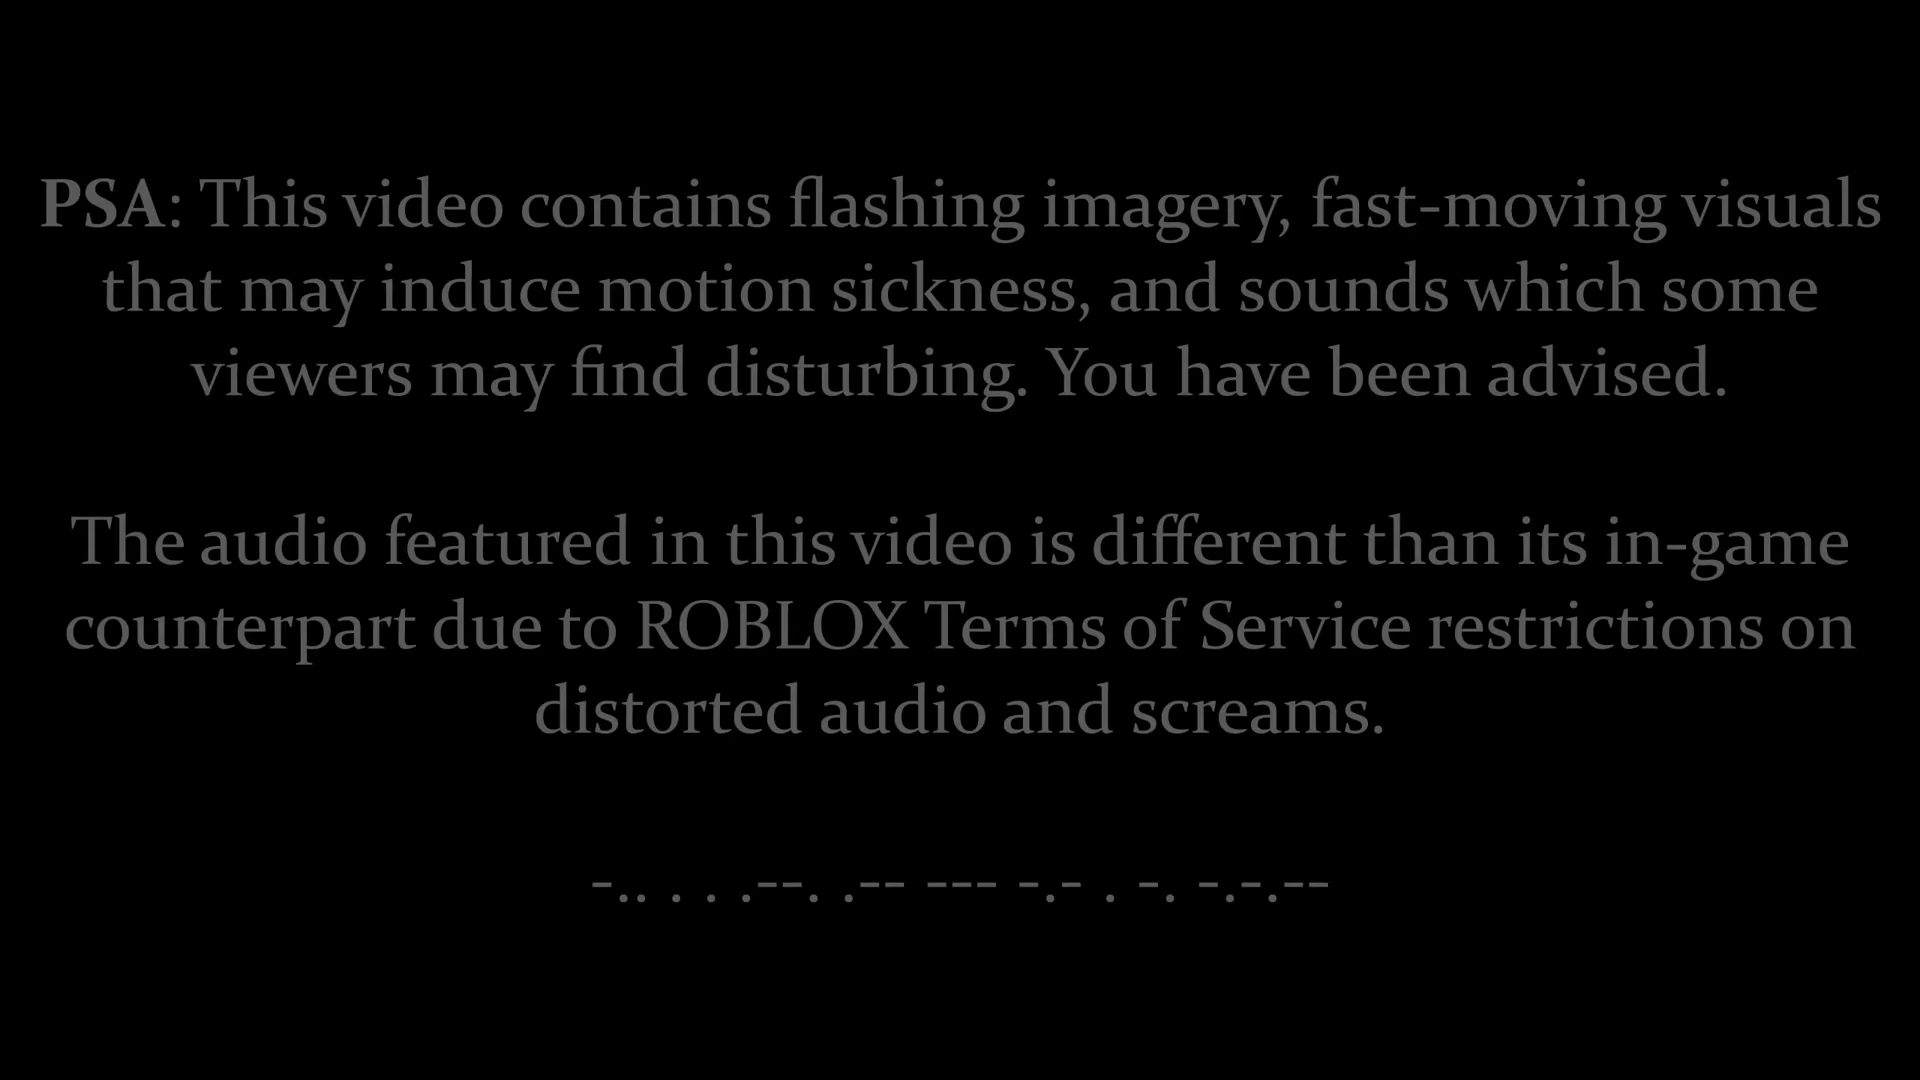 PSA: This video contains flashing imagery, fast-moving visuals
that may induce motion sickness, and sounds which some
viewers may find disturbing. You have been advised.
The audio featured in this video is different than its in-game
counterpart due to ROBLOX Terms of Service restrictions on
distorted audio and screams.
-.. . . .--. .-- --- -.- . -. -.-.--